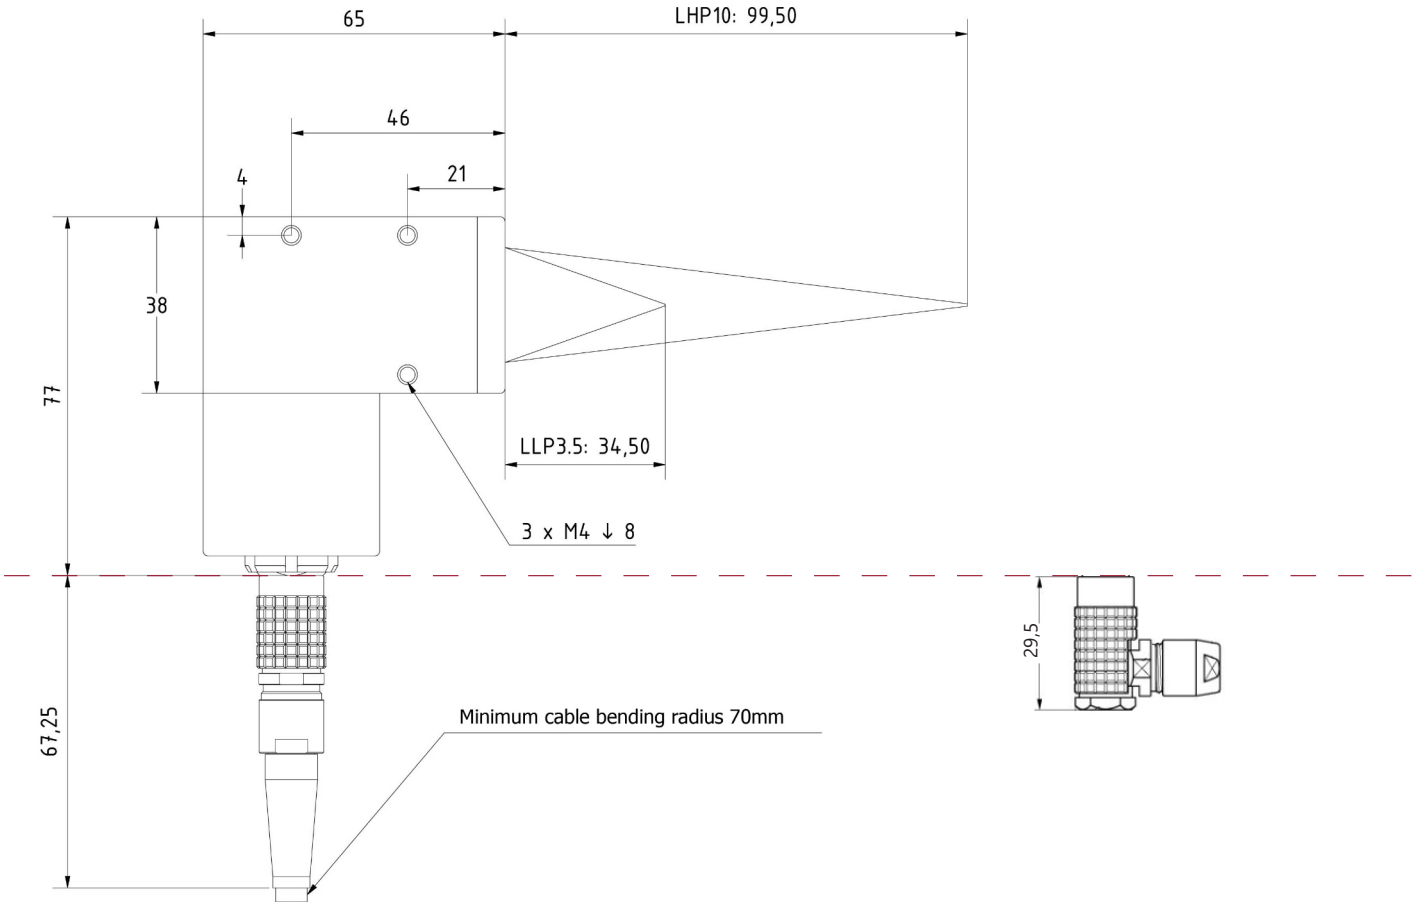 65
LHP10: 99,50
46
21
4
38
77
LLP3.5: 34,50
3 x M4 ↓ 8
29,5
67,25
Minimum cable bending radius 70mm